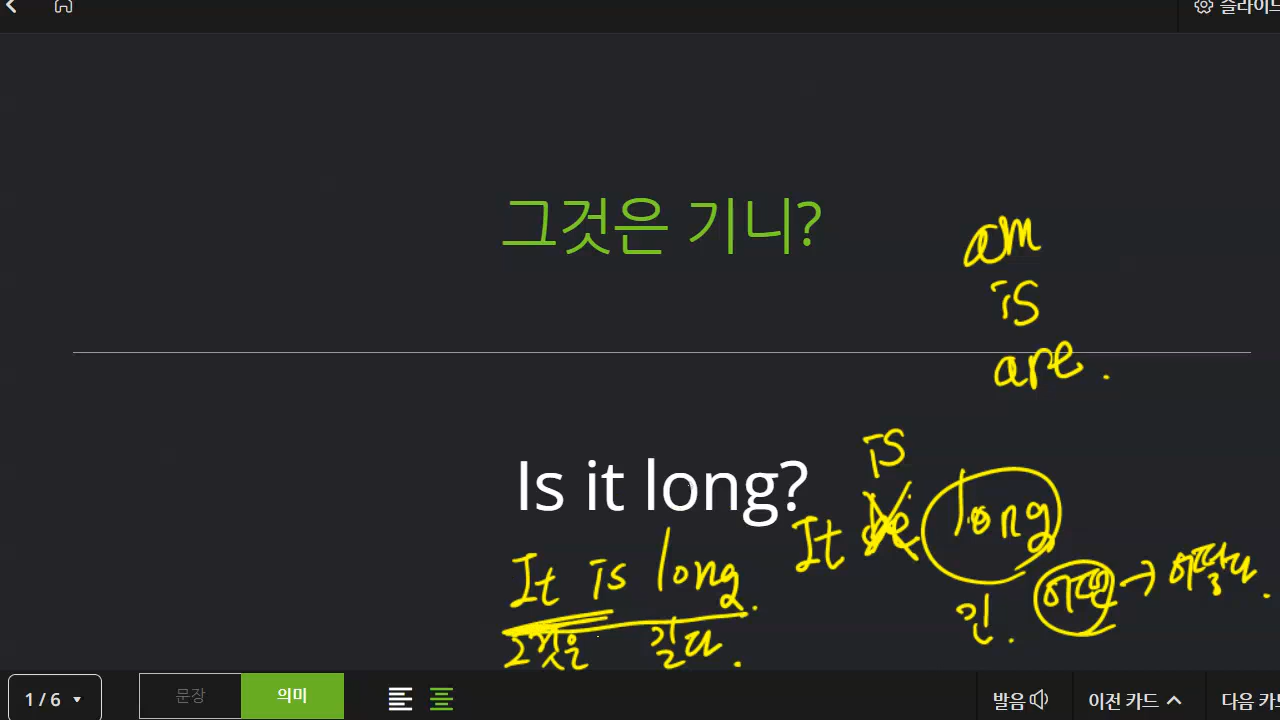 슬라이드
그것은 기니?
am
is
are.
Is it long?
is
It be long
It is long.
긴.
어떤 → 어떻다.
그것은 길다.
1 / 6
문장
의미
발음
이전 카드
다음 카드